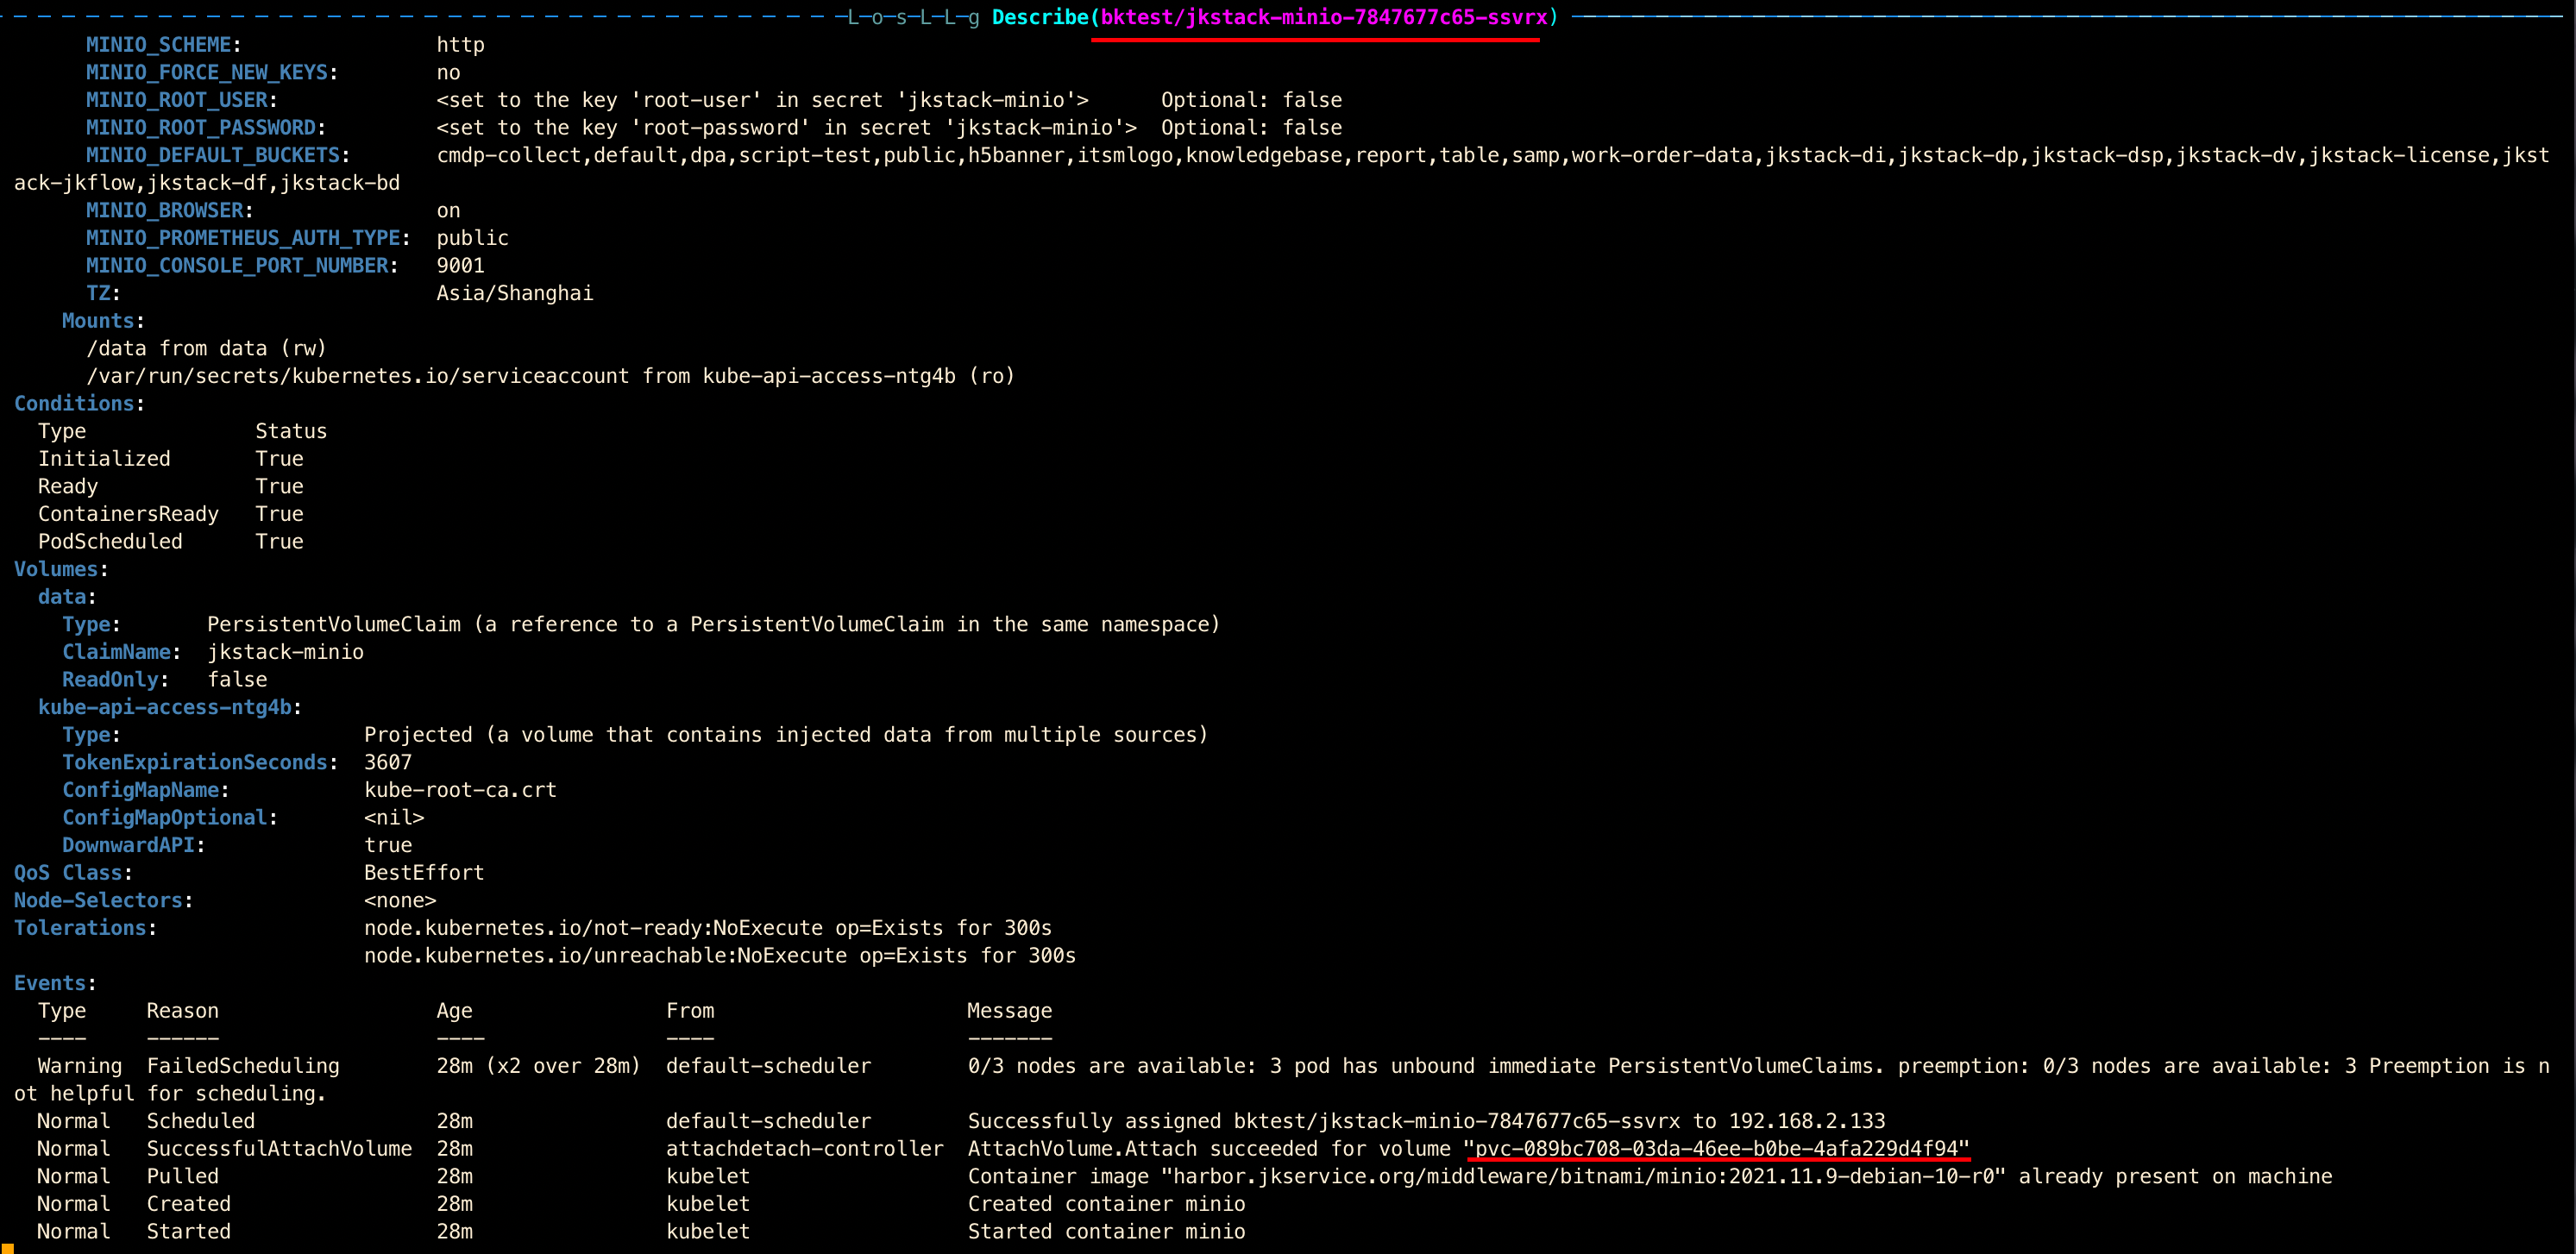 L-o-s-L-L-g Describe(bktest/jkstack-minio-7847677c65-ssvrx)
MINIO_SCHEME: http
MINIO_FORCE_NEW_KEYS: no
MINIO_ROOT_USER: <set to the key 'root-user' in secret 'jkstack-minio'> Optional: false
MINIO_ROOT_PASSWORD: <set to the key 'root-password' in secret 'jkstack-minio'> Optional: false
MINIO_DEFAULT_BUCKETS: cmdp-collect,default,dpa,script-test,public,h5banner,itsmlogo,knowledgebase,report,table,samp,work-order-data,jkstack-di,jkstack-dp,jkstack-dsp,jkstack-dv,jkstack-license,jkst
ack-jkflow,jkstack-df,jkstack-bd
MINIO_BROWSER: on
MINIO_PROMETHEUS_AUTH_TYPE: public
MINIO_CONSOLE_PORT_NUMBER: 9001
TZ: Asia/Shanghai
Mounts:
/data from data (rw)
/var/run/secrets/kubernetes.io/serviceaccount from kube-api-access-ntg4b (ro)
Conditions:
Type Status
Initialized True
Ready True
ContainersReady True
PodScheduled True
Volumes:
data:
Type: PersistentVolumeClaim (a reference to a PersistentVolumeClaim in the same namespace)
ClaimName: jkstack-minio
ReadOnly: false
kube-api-access-ntg4b:
Type: Projected (a volume that contains injected data from multiple sources)
TokenExpirationSeconds: 3607
ConfigMapName: kube-root-ca.crt
ConfigMapOptional: <nil>
DownwardAPI: true
QoS Class: BestEffort
Node-Selectors: <none>
Tolerations: node.kubernetes.io/not-ready:NoExecute op=Exists for 300s
node.kubernetes.io/unreachable:NoExecute op=Exists for 300s
Events:
Type Reason Age From Message
---- ------ ---- ---- -------
Warning FailedScheduling 28m (x2 over 28m) default-scheduler 0/3 nodes are available: 3 pod has unbound immediate PersistentVolumeClaims. preemption: 0/3 nodes are available: 3 Preemption is n
ot helpful for scheduling.
Normal Scheduled 28m default-scheduler Successfully assigned bktest/jkstack-minio-7847677c65-ssvrx to 192.168.2.133
Normal SuccessfulAttachVolume 28m attachdetach-controller AttachVolume.Attach succeeded for volume "pvc-089bc708-03da-46ee-b0be-4afa229d4f94"
Normal Pulled 28m kubelet Container image "harbor.jkservice.org/middleware/bitnami/minio:2021.11.9-debian-10-r0" already present on machine
Normal Created 28m kubelet Created container minio
Normal Started 28m kubelet Started container minio